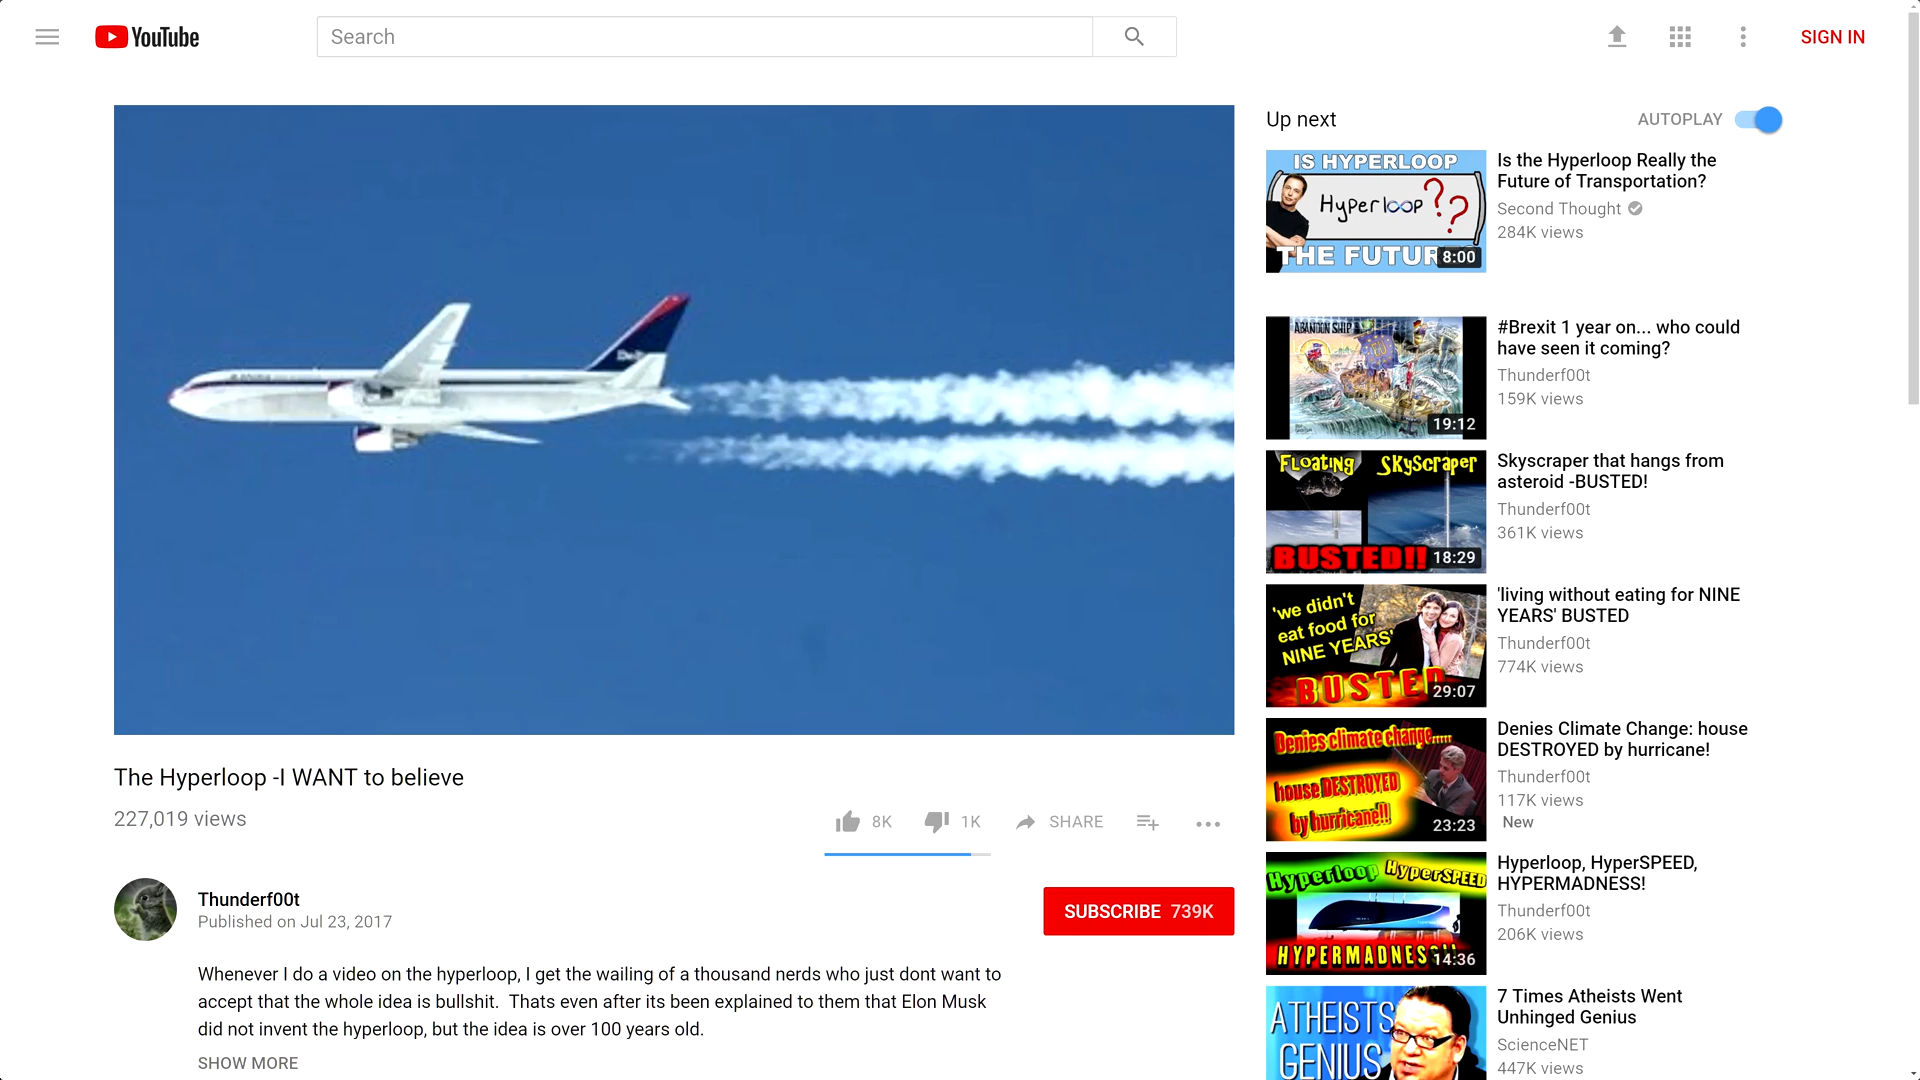 YouTube
Search
SIGN IN
Delta
The Hyperloop -I WANT to believe
227,019 views
8K
1K
SHARE
Thunderf00t
Published on Jul 23, 2017
SUBSCRIBE 739K
Whenever I do a video on the hyperloop, I get the wailing of a thousand nerds who just dont want to
accept that the whole idea is bullshit.  Thats even after its been explained to them that Elon Musk
did not invent the hyperloop, but the idea is over 100 years old.
SHOW MORE
Up next
AUTOPLAY
IS HYPERLOOP
Hyperloop ??
THE FUTUR
8:00
Is the Hyperloop Really the
Future of Transportation?
Second Thought
284K views
ABANDON SHIP
EU
19:12
#Brexit 1 year on... who could
have seen it coming?
Thunderf00t
159K views
Floating Skyscraper
BUSTED!!
18:29
Skyscraper that hangs from
asteroid -BUSTED!
Thunderf00t
361K views
'we didn't
eat food for
NINE YEARS'
BUSTED
29:07
'living without eating for NINE
YEARS' BUSTED
Thunderf00t
774K views
Denies climate change.....
house DESTROYED
by hurricane!!
23:23
Denies Climate Change: house
DESTROYED by hurricane!
Thunderf00t
117K views
New
Hyperloop HyperSPEED
HYPERMADNESS!!
14:36
Hyperloop, HyperSPEED,
HYPERMADNESS!
Thunderf00t
206K views
ATHEISTS
GENIUS
7 Times Atheists Went
Unhinged Genius
ScienceNET
447K views